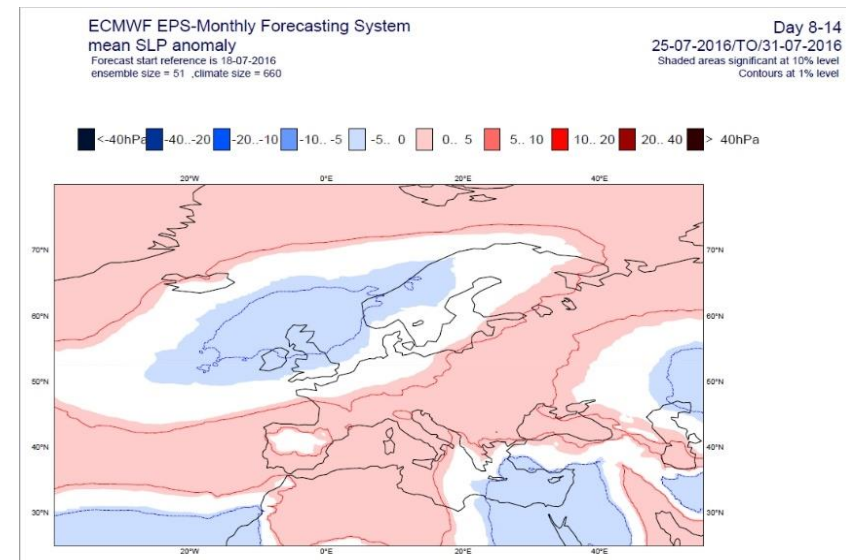 ECMWF EPS-Monthly Forecasting System
mean SLP anomaly
Forecast start reference is 18-07-2016
ensemble size = 51 ,climate size = 660
Day 8-14
25-07-2016/TO/31-07-2016
Shaded areas significant at 10% level
Contours at 1% level
<-40hPa -40..-20 -20..-10 -10.. -5 -5.. 0 0.. 5 5.. 10 10.. 20 20.. 40 > 40hPa
20°W 0°E 20°E 40°E
70°N 70°N
60°N 60°N
50°N 50°N
40°N 40°N
30°N 30°N
20°W 0°E 20°E 40°E